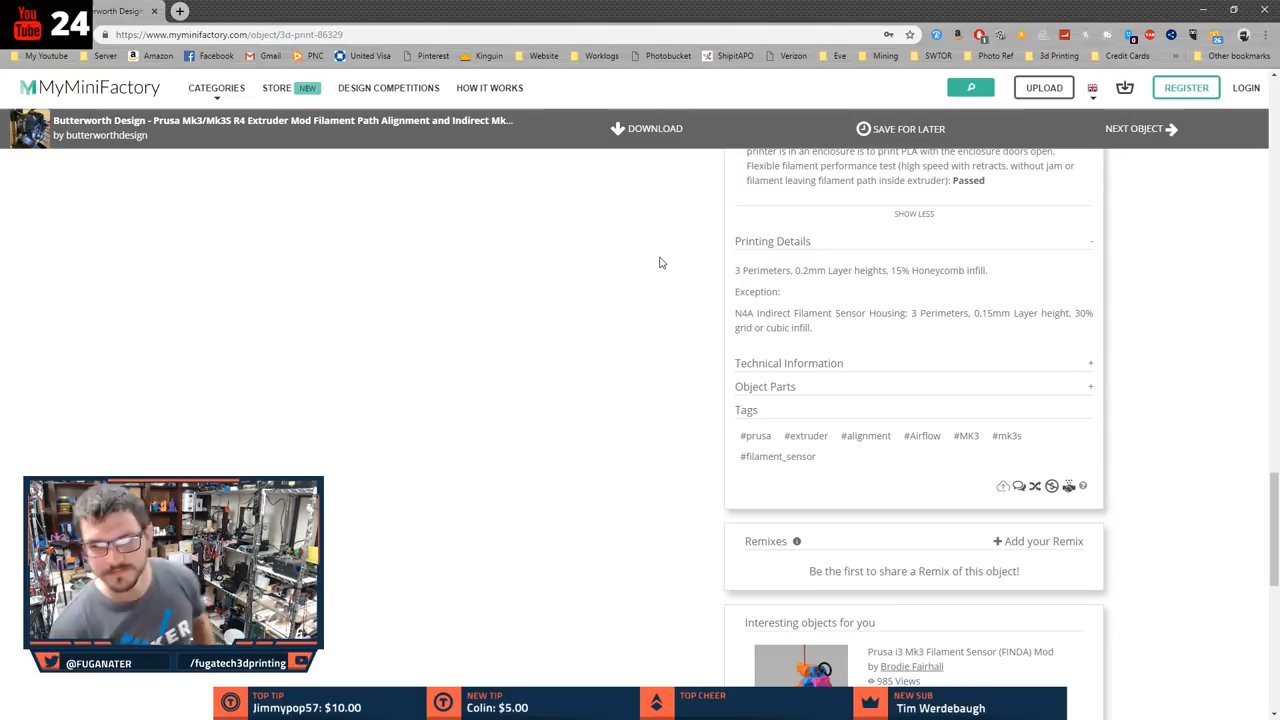 You Tube 24
erworth Des
https://www.myminifactory.com/object/3d-print-86329
My Youtube Server Amazon Facebook Gmail PFC United Visa Pinterest Kinguin Worklogs Photobucket ShipitAPO Verizon Eve Mining SWTOR Photo Ref 3d Printing Credit Cards Other bookmarks
MyMiniFactory CATEGORIES STORE NEW DESIGN COMPETITIONS HOW IT WORKS UPLOAD REGISTER LOGIN
Butterworth Design - Prusa Mk3/Mk3S R4 Extruder Mod Filament Path Alignment and Indirect Mk...
by butterworthdesign
DOWNLOAD SAVE FOR LATER NEXT OBJECT
printer is in an enclosure is to print PLA with the enclosure doors open.
Flexible filament performance test (high speed with retracts, without jam or
filament leaving filament path inside extruder): Passed
SHOW LESS
Printing Details -
3 Perimeters, 0.2mm Layer heights, 15% Honeycomb infill.
Exception:
N4A Indirect Filament Sensor Housing: 3 Perimeters, 0.15mm Layer height, 30%
grid or cubic infill.
Technical Information +
Object Parts +
Tags
#prusa #extruder #alignment #Airflow #MK3 #mk3s
#filament_sensor
Remixes + Add your Remix
Be the first to share a Remix of this object!
Interesting objects for you
Prusa i3 Mk3 Filament Sensor (FINDA) Mod
by Brodie Fairhall
985 Views
@FUGANATER /fugatech3dprinting
TOP TIP
Jimmypop57: $10.00
NEW TIP
Colin: $5.00
TOP CHEER
NEW SUB
Tim Werdebaugh